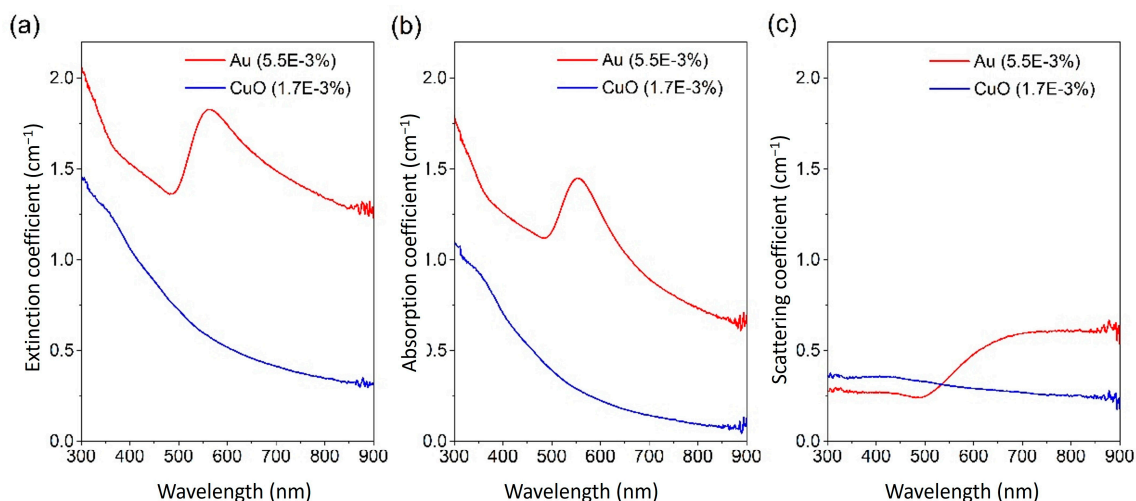 (a)
Au (5.5E-3%)
CuO (1.7E-3%)
2.0
1.5
1.0
0.5
0.0
300 400 500 600 700 800 900
Extinction coefficient (cm⁻¹)
Wavelength (nm)
(b)
Au (5.5E-3%)
CuO (1.7E-3%)
2.0
1.5
1.0
3.5
0.0
300 400 500 600 700 800 900
Absorption coefficient (cm⁻¹)
Wavelength (nm)
(c)
Au (5.5E-3%)
CuO (1.7E-3%)
2.0
1.5
1.0
0.5
0.0
300 400 500 600 700 800 900
Scattering coefficient (cm⁻¹)
Wavelength (nm)